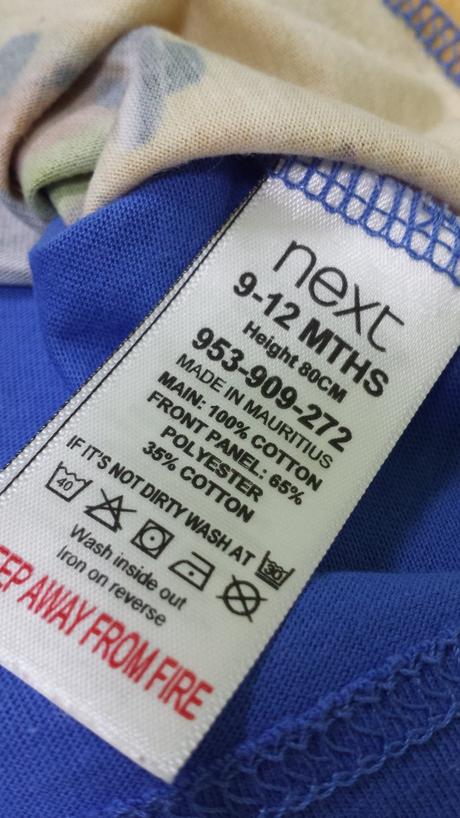 next
9-12 MTHS
Height 80CM
953-909-272
MADE IN MAURITIUS
MAIN: 100% COTTON
FRONT PANEL: 65%
POLYESTER
35% COTTON
IF IT'S NOT DIRTY WASH AT 30
40
Wash inside out
Iron on reverse
EEP AWAY FROM FIRE